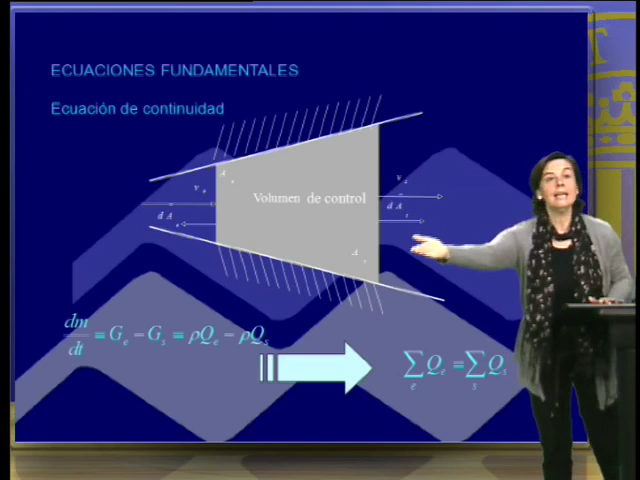 ECUACIONES FUNDAMENTALES
Ecuación de continuidad
A
v e
v s
Volumen de control
d A e
d A s
A
dm/dt ≡ G_e − G_s ≡ ρQ_e − ρQ_s
∑_e Q_e = ∑_s Q_s